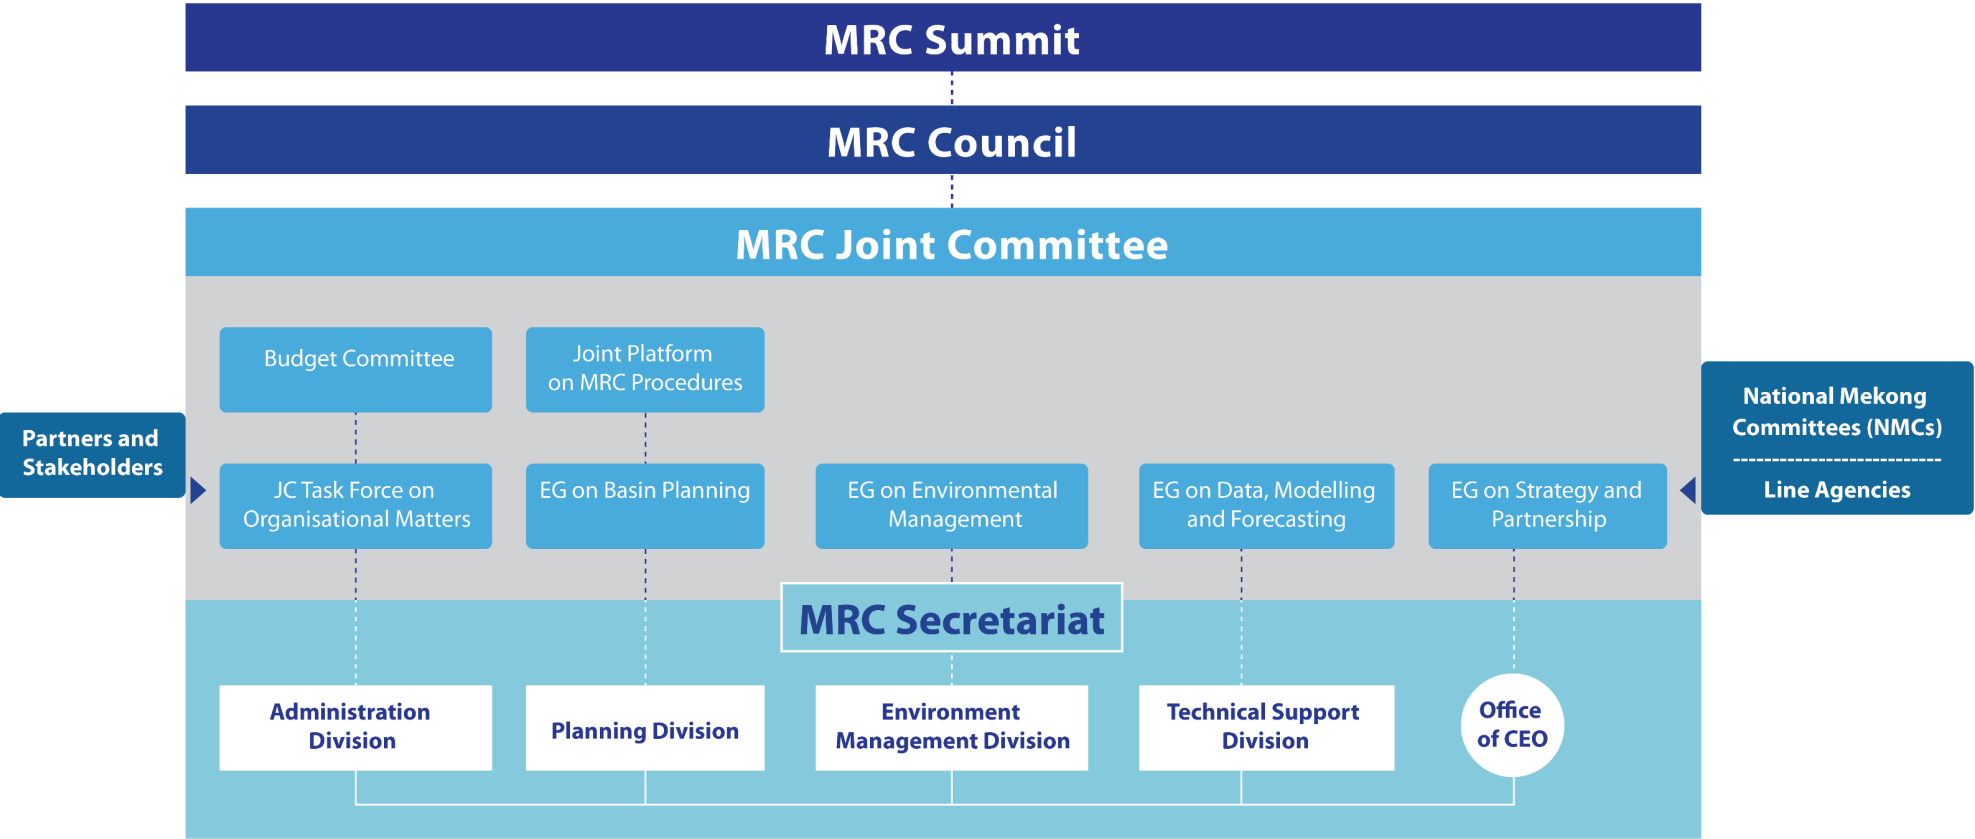 MRC Summit
MRC Council
MRC Joint Committee
Budget Committee
Joint Platform
on MRC Procedures
Partners and
Stakeholders
National Mekong
Committees (NMCs)
---------------------------
Line Agencies
JC Task Force on
Organisational Matters
EG on Basin Planning
EG on Environmental
Management
EG on Data, Modelling
and Forecasting
EG on Strategy and
Partnership
MRC Secretariat
Administration
Division
Planning Division
Environment
Management Division
Technical Support
Division
Office
of CEO